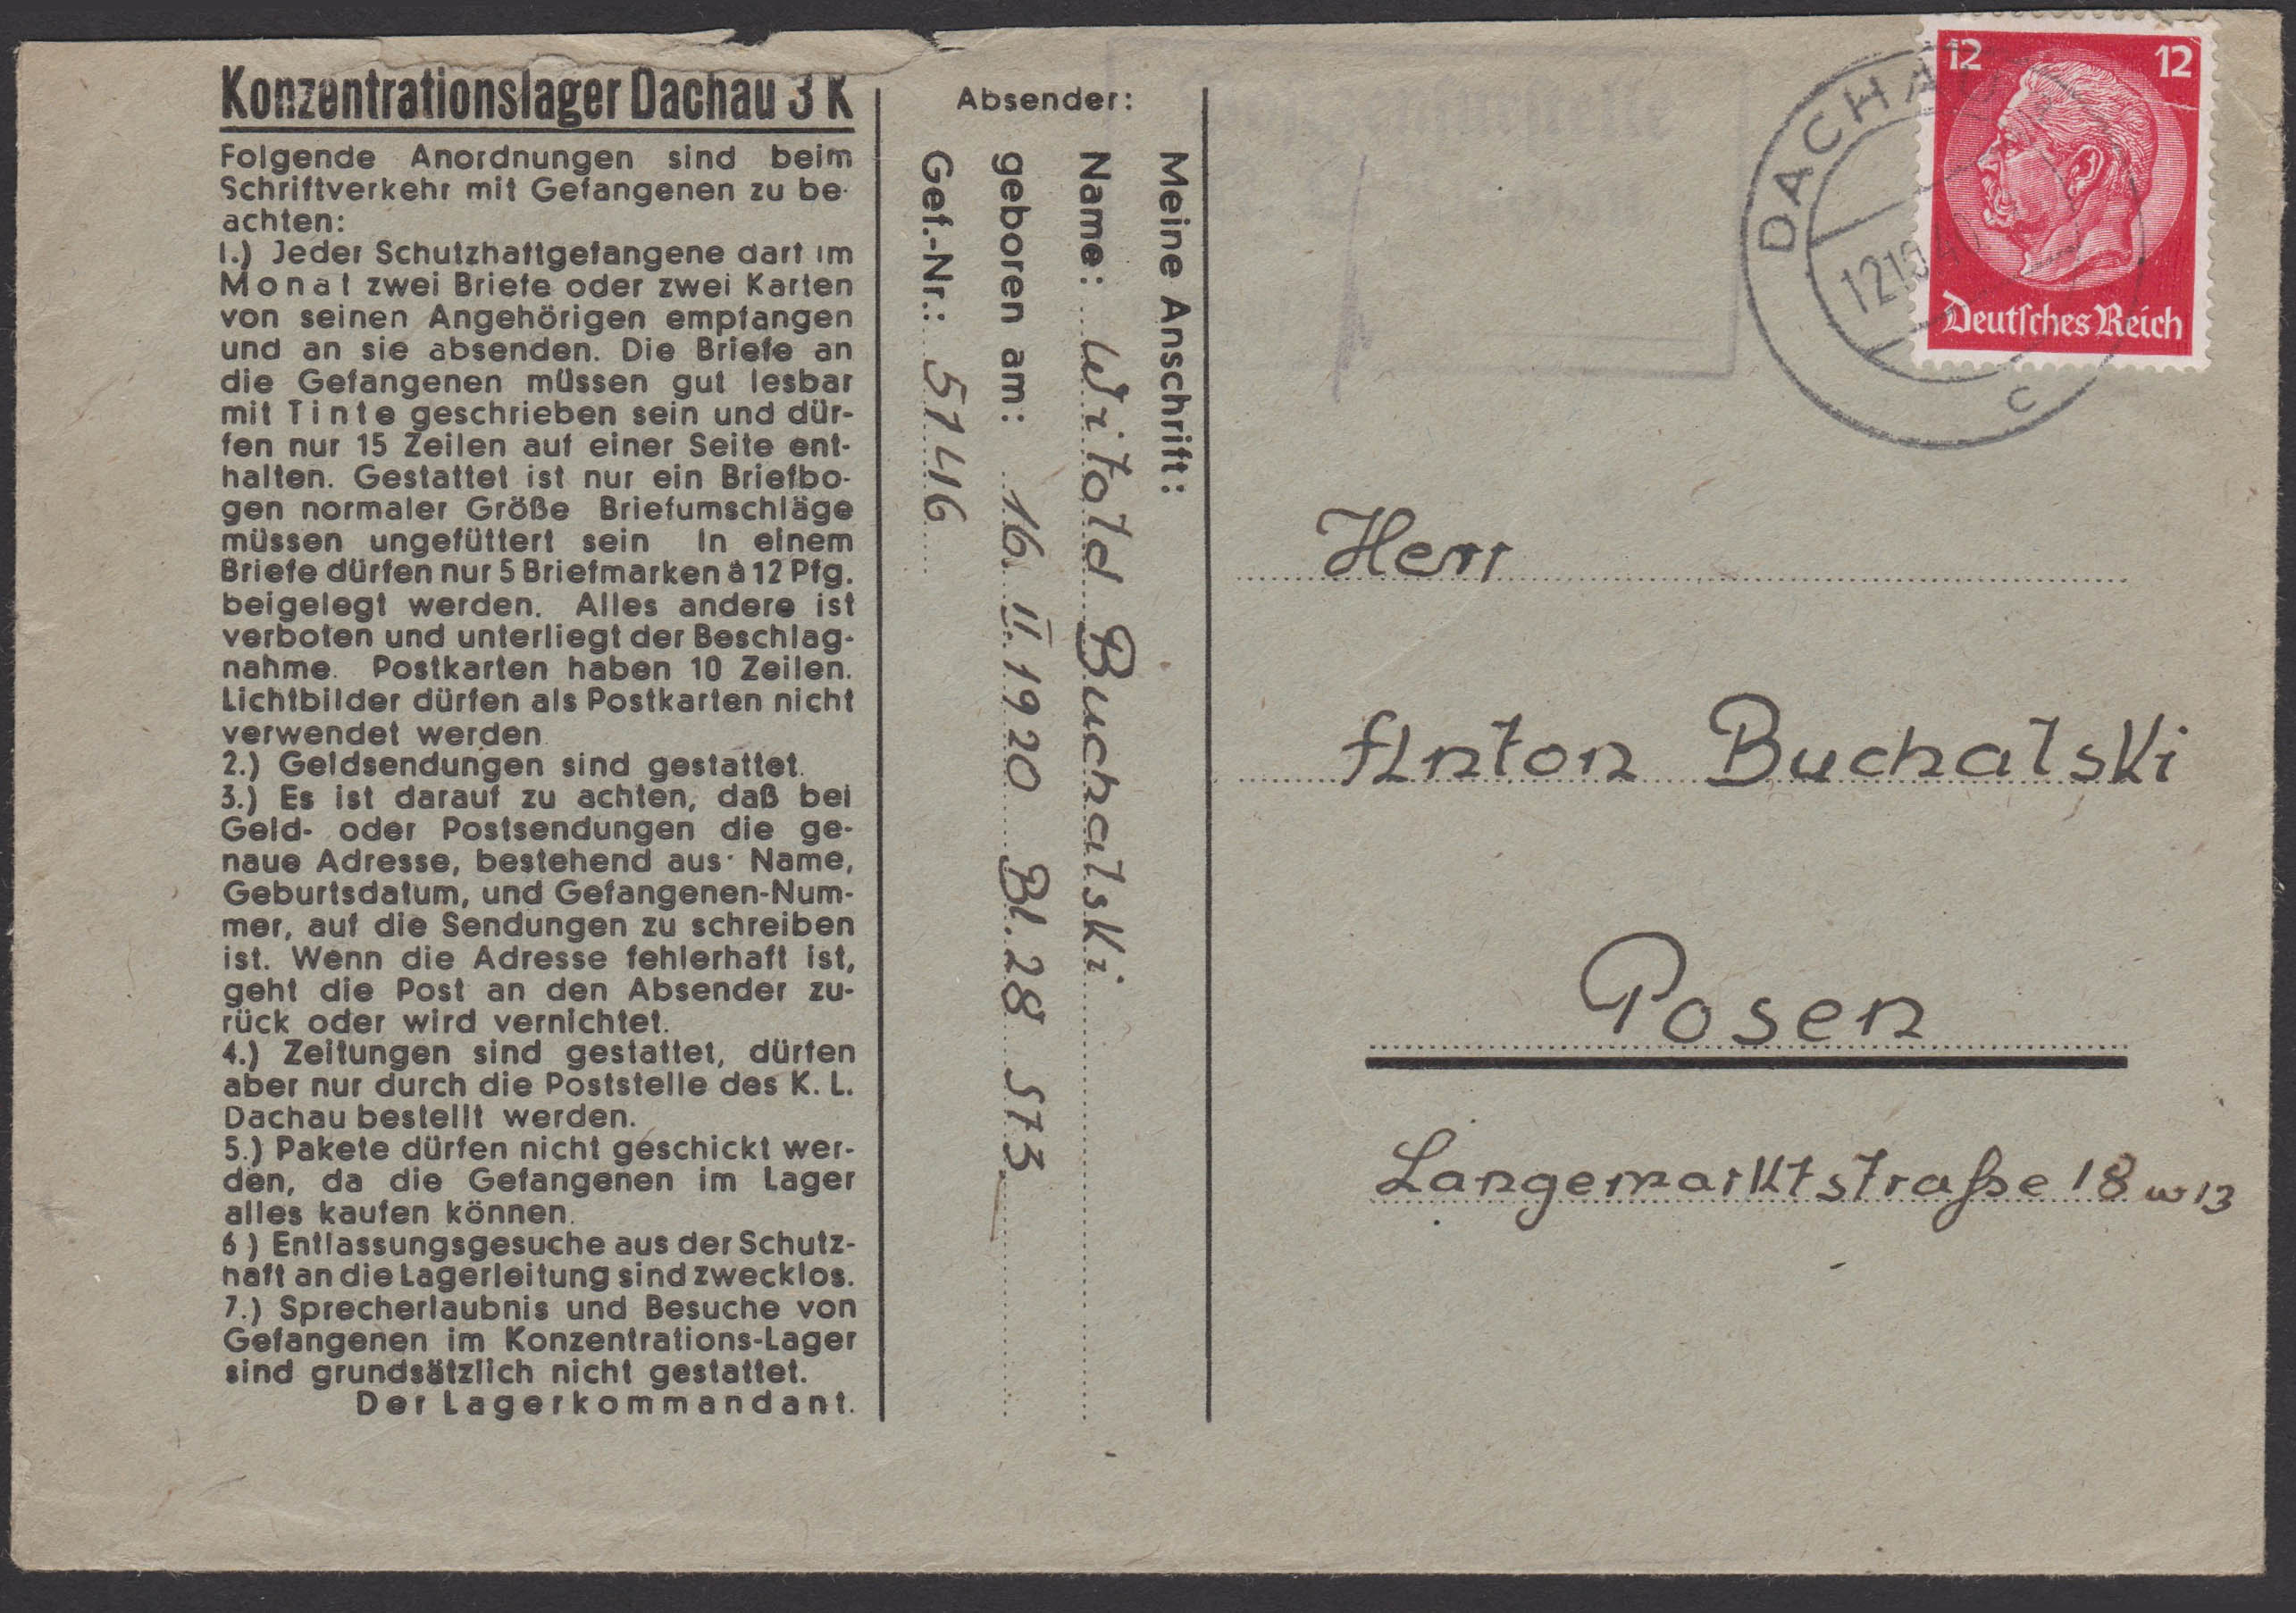 Konzentrationslager Dachau 3 K
Folgende Anordnungen sind beim
Schriftverkehr mit Gefangenen zu be-
achten:
1.) Jeder Schutzhaftgefangene darf im
Monat zwei Briefe oder zwei Karten
von seinen Angehörigen empfangen
und an sie absenden. Die Briefe an
die Gefangenen müssen gut lesbar
mit Tinte geschrieben sein und dür-
fen nur 15 Zeilen auf einer Seite ent-
halten. Gestattet ist nur ein Briefbo-
gen normaler Größe Briefumschläge
müssen ungefüttert sein In einem
Briefe dürfen nur 5 Briefmarken à 12 Pfg.
beigelegt werden. Alles andere ist
verboten und unterliegt der Beschlag-
nahme. Postkarten haben 10 Zeilen.
Lichtbilder dürfen als Postkarten nicht
verwendet werden
2.) Geldsendungen sind gestattet.
3.) Es ist darauf zu achten, daß bei
Geld- oder Postsendungen die ge-
naue Adresse, bestehend aus: Name,
Geburtsdatum, und Gefangenen-Num-
mer, auf die Sendungen zu schreiben
ist. Wenn die Adresse fehlerhaft ist,
geht die Post an den Absender zu-
rück oder wird vernichtet.
4.) Zeitungen sind gestattet, dürfen
aber nur durch die Poststelle des K. L.
Dachau bestellt werden.
5.) Pakete dürfen nicht geschickt wer-
den, da die Gefangenen im Lager
alles kaufen können.
6.) Entlassungsgesuche aus der Schutz-
haft an die Lagerleitung sind zwecklos.
7.) Sprecherlaubnis und Besuche von
Gefangenen im Konzentrations-Lager
sind grundsätzlich nicht gestattet.
Der Lagerkommandant.
Absender:
Meine Anschrift:
Name: Witold Buchalski
geboren am: 16. II. 1920 Bl. 28 St 3
Gef.-Nr.: 5746
DACHAU
c
12 12
Deutsches Reich
Herr
Anton Buchalski
Posen
Langemarktstraße 18 w 13